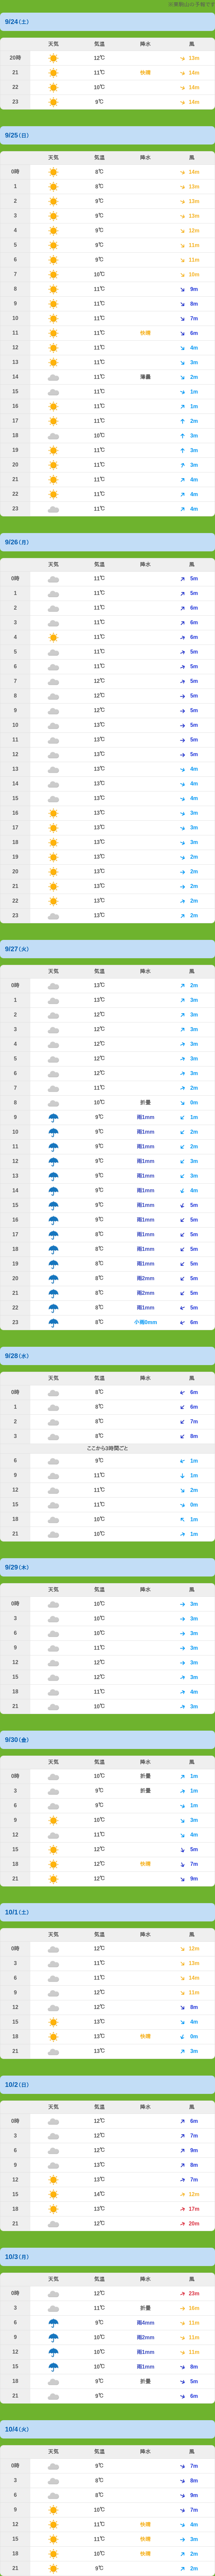 の予報です
9/24(土)
天気 気温 降水 風
20時 12℃ 13m
21 11℃ 快晴 14m
22 10℃ 14m
23 9℃ 14m
9/25(日)
天気 気温 降水 風
0時 8℃ 14m
1 8℃ 13m
2 9℃ 13m
3 9℃ 13m
4 9℃ 12m
5 9℃ 11m
6 9℃ 11m
7 10℃ 10m
8 11℃ 9m
9 11℃ 8m
10 11℃ 7m
11 11℃ 快晴 6m
12 11℃ 4m
13 11℃ 3m
14 11℃ 薄曇 2m
15 11℃ 1m
16 11℃ 1m
17 11℃ 2m
18 10℃ 3m
19 11℃ 3m
20 11℃ 3m
21 11℃ 4m
22 11℃ 4m
23 11℃ 4m
9/26(月)
天気 気温 降水 風
0時 11℃ 5m
1 11℃ 5m
2 11℃ 6m
3 11℃ 6m
4 11℃ 6m
5 11℃ 5m
6 11℃ 5m
7 12℃ 5m
8 12℃ 5m
9 12℃ 5m
10 13℃ 5m
11 13℃ 5m
12 13℃ 5m
13 13℃ 4m
14 13℃ 4m
15 13℃ 4m
16 13℃ 3m
17 13℃ 3m
18 13℃ 3m
19 13℃ 2m
20 13℃ 2m
21 13℃ 2m
22 13℃ 2m
23 13℃ 2m
9/27(火)
天気 気温 降水 風
0時 13℃ 2m
1 13℃ 3m
2 12℃ 3m
3 12℃ 3m
4 12℃ 3m
5 12℃ 3m
6 12℃ 3m
7 11℃ 2m
8 10℃ 折曇 0m
9 9℃ 雨1mm 1m
10 9℃ 雨1mm 2m
11 9℃ 雨1mm 2m
12 9℃ 雨1mm 3m
13 9℃ 雨1mm 3m
14 9℃ 雨1mm 4m
15 9℃ 雨1mm 5m
16 9℃ 雨1mm 5m
17 8℃ 雨1mm 5m
18 8℃ 雨1mm 5m
19 8℃ 雨1mm 5m
20 8℃ 雨2mm 5m
21 8℃ 雨2mm 5m
22 8℃ 雨1mm 5m
23 8℃ 小雨0mm 6m
9/28(水)
天気 気温 降水 風
0時 8℃ 6m
1 8℃ 6m
2 8℃ 7m
3 8℃ 8m
ここから3時間ごと
6 9℃ 1m
9 11℃ 1m
12 11℃ 2m
15 11℃ 0m
18 10℃ 1m
21 10℃ 1m
9/29(木)
天気 気温 降水 風
0時 10℃ 3m
3 10℃ 3m
6 10℃ 3m
9 11℃ 3m
12 12℃ 3m
15 12℃ 3m
18 11℃ 4m
21 10℃ 3m
9/30(金)
天気 気温 降水 風
0時 10℃ 折曇 1m
3 9℃ 折曇 1m
6 9℃ 1m
9 10℃ 3m
12 11℃ 4m
15 12℃ 5m
18 12℃ 快晴 7m
21 12℃ 9m
10/1(土)
天気 気温 降水 風
0時 12℃ 12m
3 11℃ 13m
6 11℃ 14m
9 12℃ 11m
12 12℃ 8m
15 13℃ 4m
18 13℃ 快晴 0m
21 13℃ 3m
10/2(日)
天気 気温 降水 風
0時 12℃ 6m
3 12℃ 7m
6 12℃ 9m
9 13℃ 8m
12 13℃ 7m
15 14℃ 12m
18 13℃ 17m
21 12℃ 20m
10/3(月)
天気 気温 降水 風
0時 12℃ 23m
3 11℃ 折曇 16m
6 9℃ 雨4mm 11m
9 10℃ 雨2mm 11m
12 10℃ 雨1mm 11m
15 10℃ 雨1mm 8m
18 9℃ 折曇 5m
21 9℃ 6m
10/4(火)
天気 気温 降水 風
0時 9℃ 7m
3 8℃ 8m
6 8℃ 9m
9 10℃ 7m
12 11℃ 快晴 4m
15 11℃ 快晴 3m
18 10℃ 快晴 2m
21 9℃ 2m